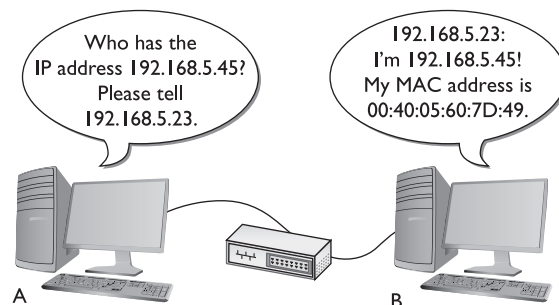 Who has the
IP address 192.168.5.45?
Please tell
192.168.5.23.
192.168.5.23:
I'm 192.168.5.45!
My MAC address is
00:40:05:60:7D:49.
A
B